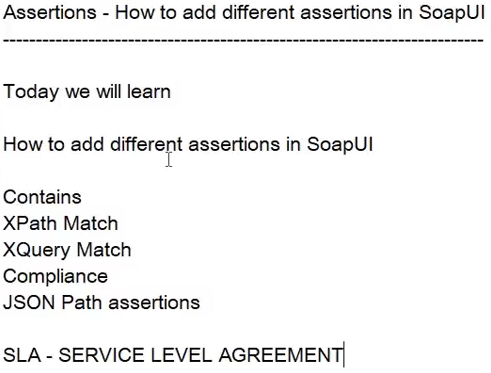 Assertions - How to add different assertions in SoapUI
--------------------------------------------------------------------------------
Today we will learn
How to add different assertions in SoapUI
Contains
XPath Match
XQuery Match
Compliance
JSON Path assertions
SLA - SERVICE LEVEL AGREEMENT